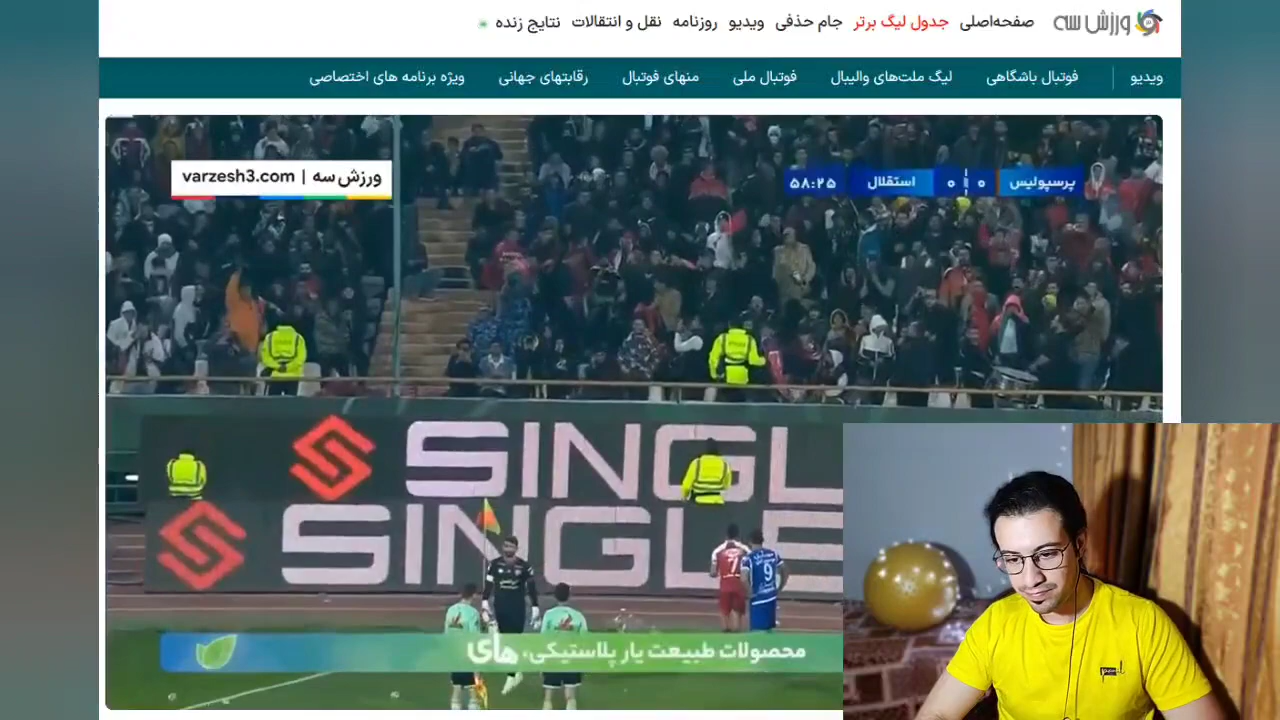 ورزش سه صفحه‌اصلی جدول لیگ برتر جام حذفی ویدیو روزنامه نقل و انتقالات نتایج زنده
ویدیو فوتبال باشگاهی لیگ ملت‌های والیبال فوتبال ملی منهای فوتبال رقابتهای جهانی ویژه برنامه های اختصاصی
ورزش سه | varzesh3.com
پرسپولیس ۰ ۰ استقلال ۵۸:۲۵
SINGL
SINGLE
7 9
محصولات طبیعت یار پلاستیکی، های